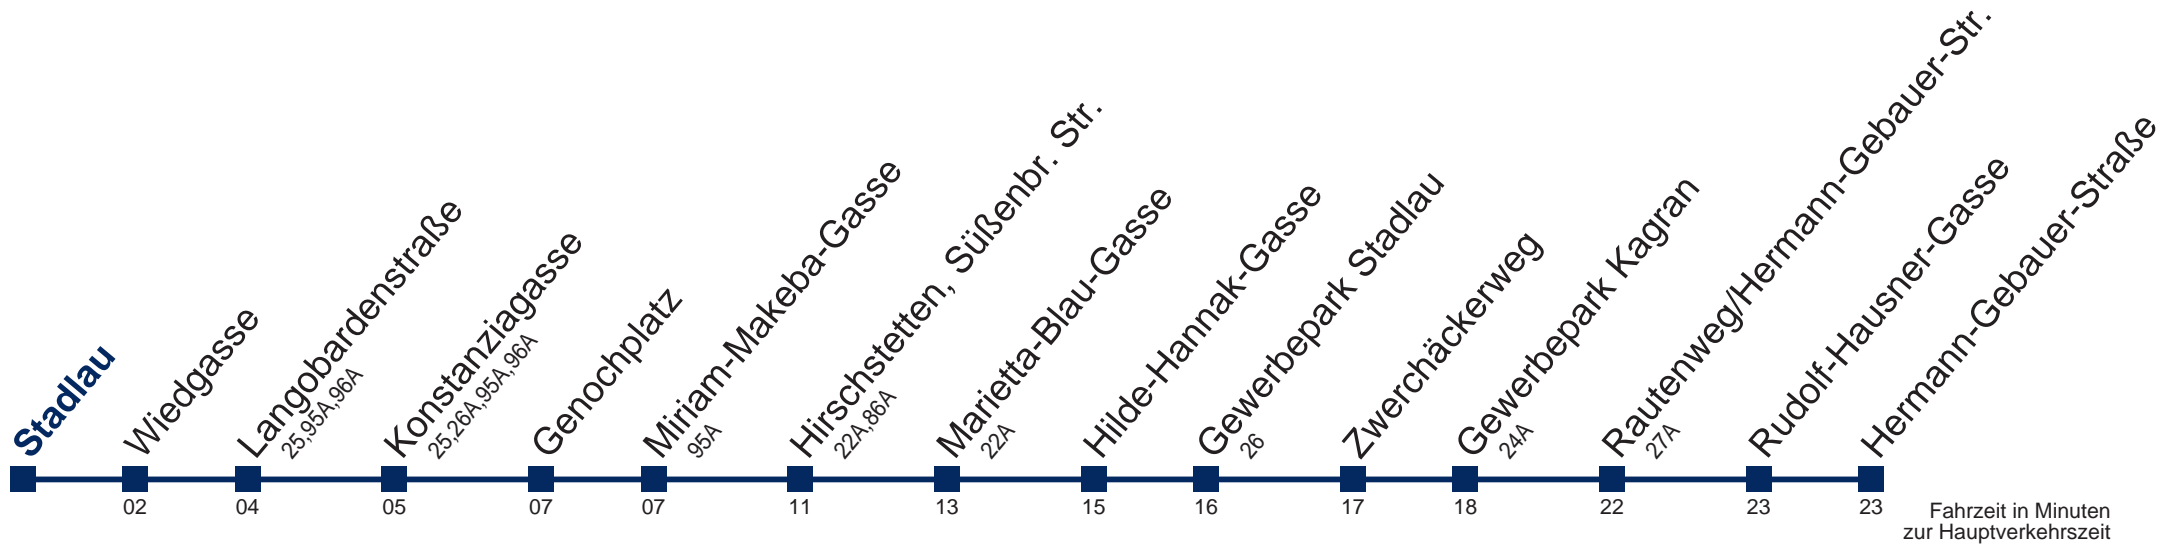 Stadlau
Wiedgasse
Langobardenstraße
25,95A,96A
Konstanziagasse
25,26A,95A,96A
Genochplatz
Miriam-Makeba-Gasse
95A
Hirschstetten, Süßenbr. Str.
22A,86A
Marietta-Blau-Gasse
22A
Hilde-Hannak-Gasse
Gewerbepark Stadlau
26
Zwerchäckerweg
Gewerbepark Kagran
24A
Rautenweg/Hermann-Gebauer-Str.
27A
Rudolf-Hausner-Gasse
Hermann-Gebauer-Straße
02 04 05 07 07 11 13 15 16 17 18 22 23 23
Fahrzeit in Minuten
zur Hauptverkehrszeit